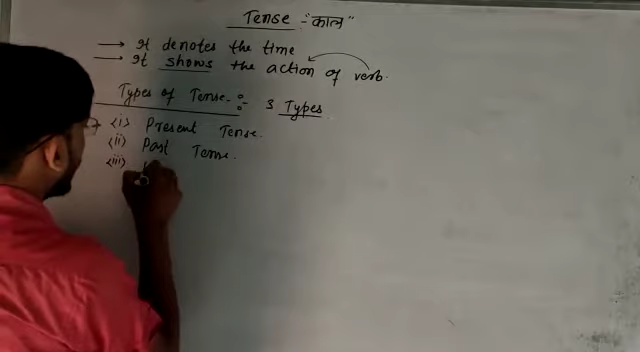 Tense - "काल"
→ It denotes the time
→ It shows the action of verb.
Types of Tense :- 3 Types
(i) Present Tense.
(ii) Past Tense.
(iii)